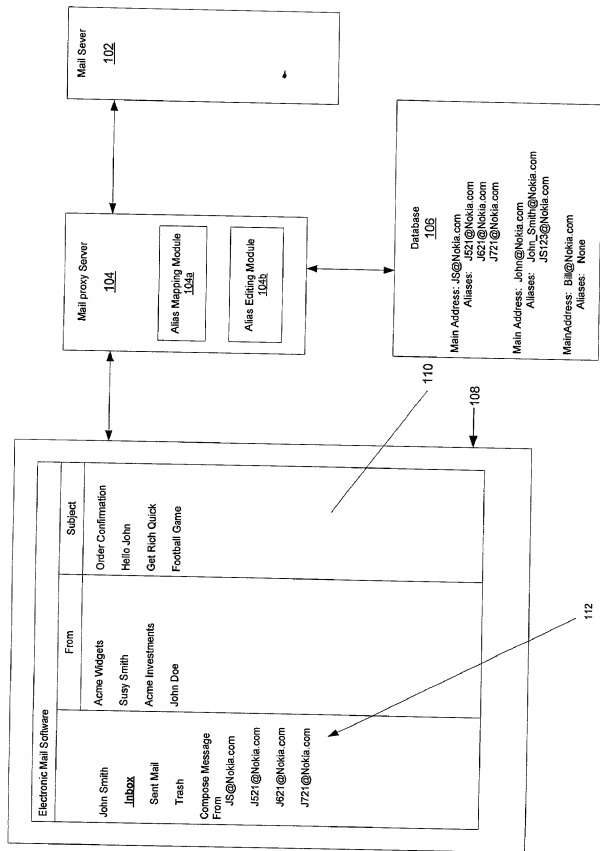 Electronic Mail Software
From
Subject
John Smith
Inbox
Sent Mail
Trash
Compose Message
From
JS@Nokia.com
J521@Nokia.com
J621@Nokia.com
J721@Nokia.com
Acme Widgets
Susy Smith
Acme Investments
John Doe
Order Confirmation
Hello John
Get Rich Quick
Football Game
112
110
108
Mail proxy Server
104
Alias Mapping Module
104a
Alias Editing Module
104b
Mail Sever
102
Database
106
Main Address: JS@Nokia.com
Aliases: J521@Nokia.com
J621@Nokia.com
J721@Nokia.com
Main Address: John@Nokia.com
Aliases: John_Smith@Nokia.com
JS123@Nokia.com
MainAddress: Bill@Nokia.com
Aliases: None